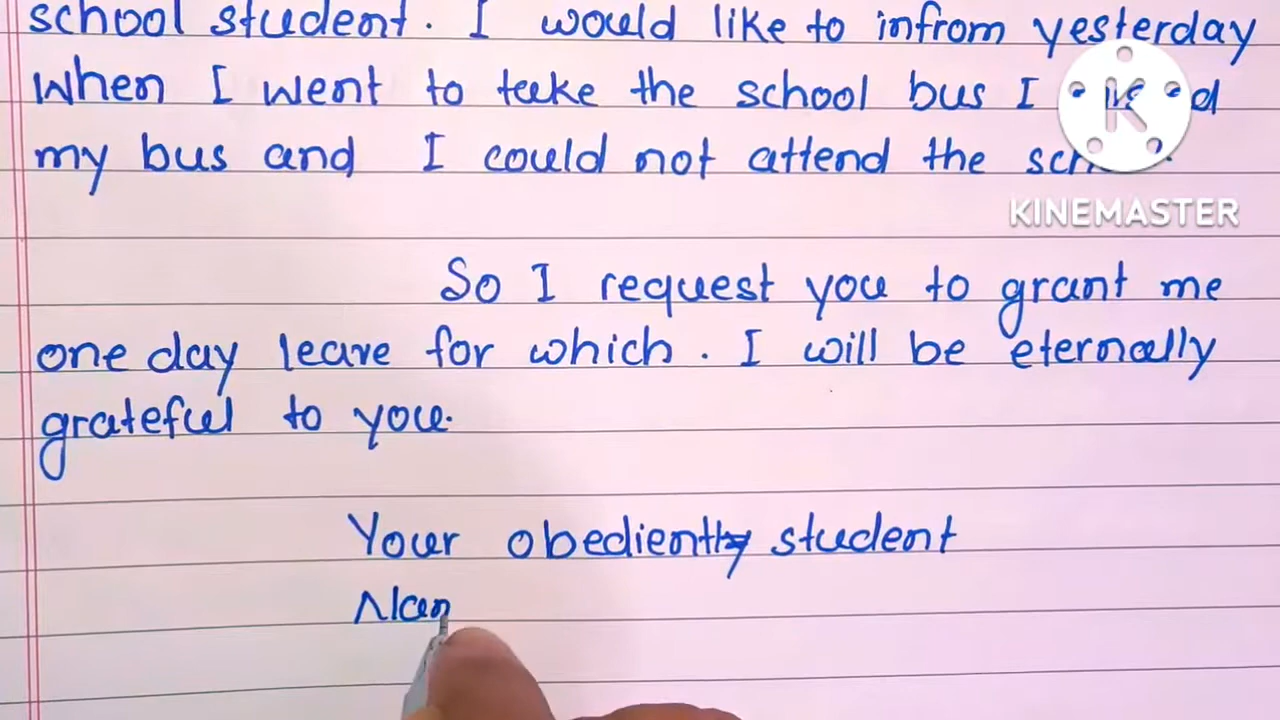 school student. I would like to infrom yesterday
When I went to take the school bus I
my bus and I could not attend the
KINEMASTER
So I request you to grant me
one day leave for which. I will be eternally
grateful to you.
Your obediently student